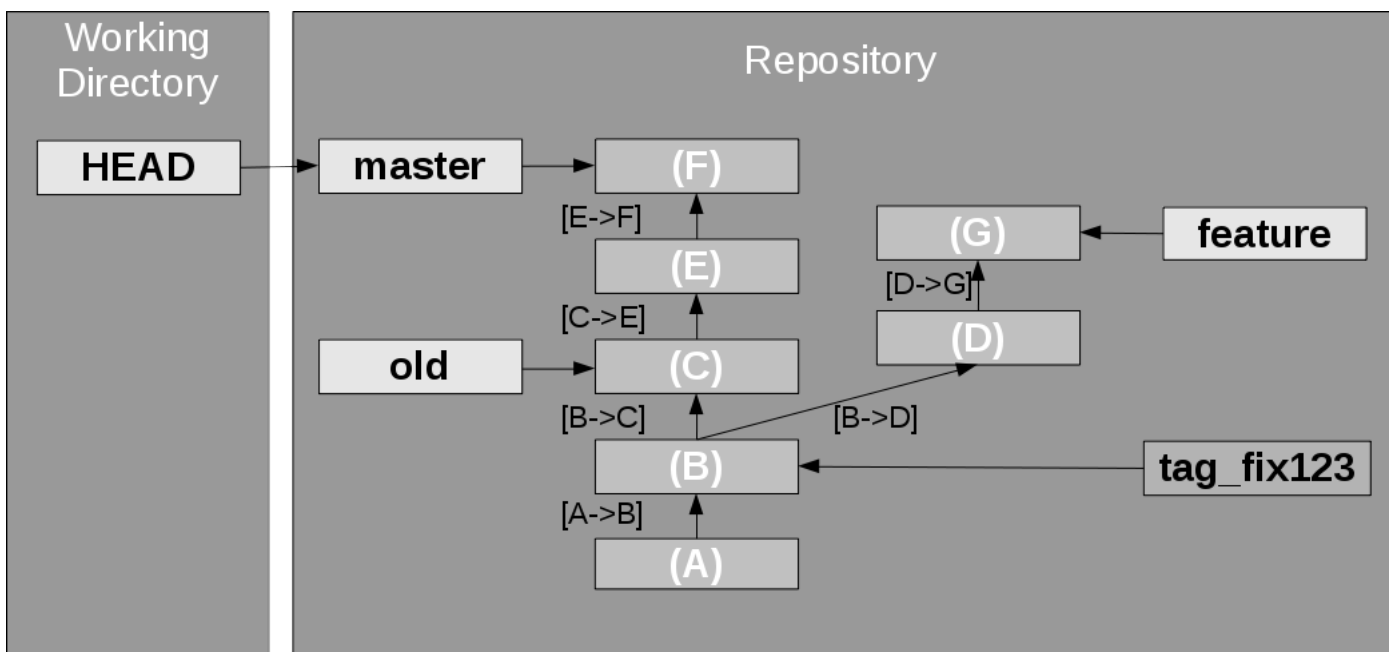 Working
Directory
Repository
HEAD
master
(F)
[E->F]
(G)
feature
(E)
[D->G]
[C->E]
(D)
old
(C)
[B->C]
[B->D]
(B)
tag_fix123
[A->B]
(A)